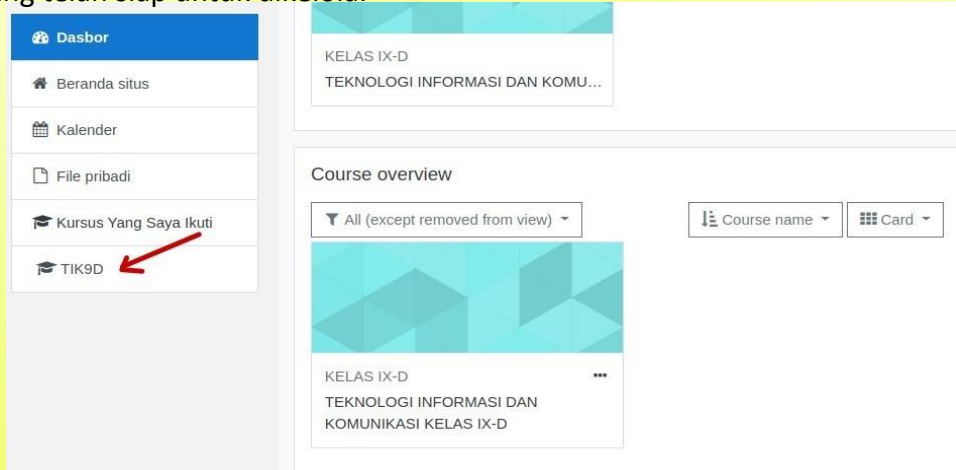 Dasbor
Beranda situs
Kalender
File pribadi
Kursus Yang Saya Ikuti
TIK9D
KELAS IX-D
TEKNOLOGI INFORMASI DAN KOMU...
Course overview
All (except removed from view)
Course name
Card
KELAS IX-D
TEKNOLOGI INFORMASI DAN
KOMUNIKASI KELAS IX-D